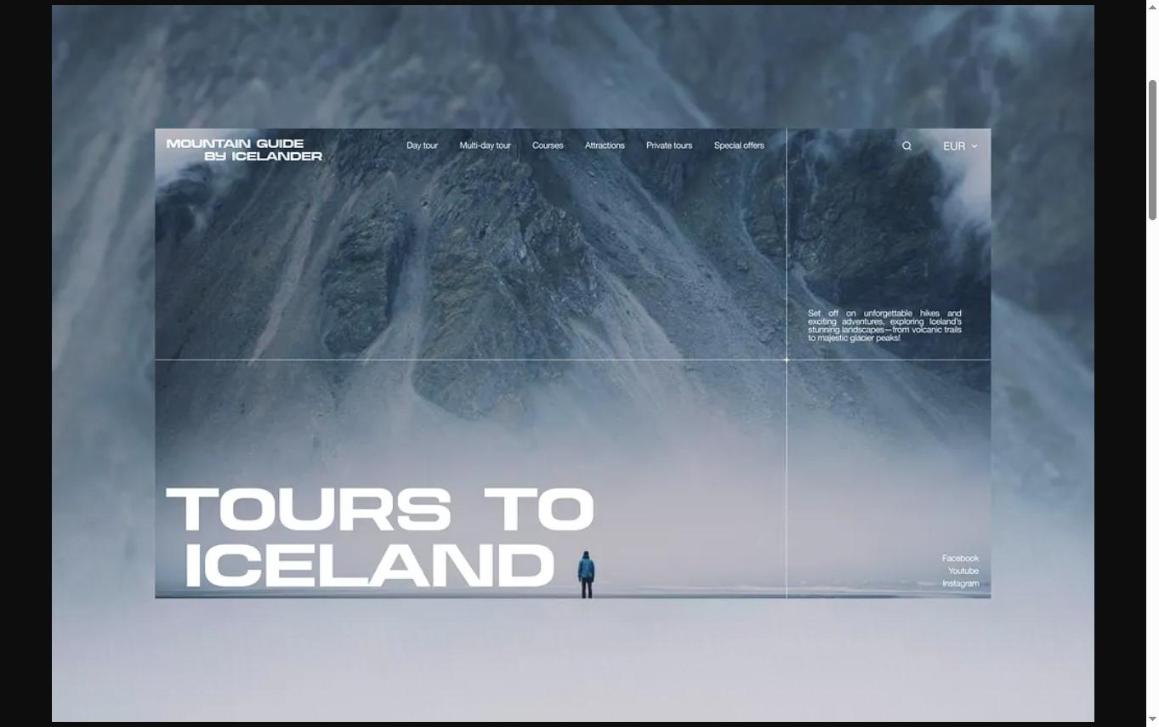 MOUNTAIN GUIDE
BY ICELANDER
Day tour
Multi-day tour
Courses
Attractions
Private tours
Special offers
EUR
Set off on unforgettable hikes and
exciting adventures, exploring Iceland's
stunning landscapes—from volcanic trails
to majestic glacier peaks!
TOURS TO
ICELAND
Facebook
Youtube
Instagram